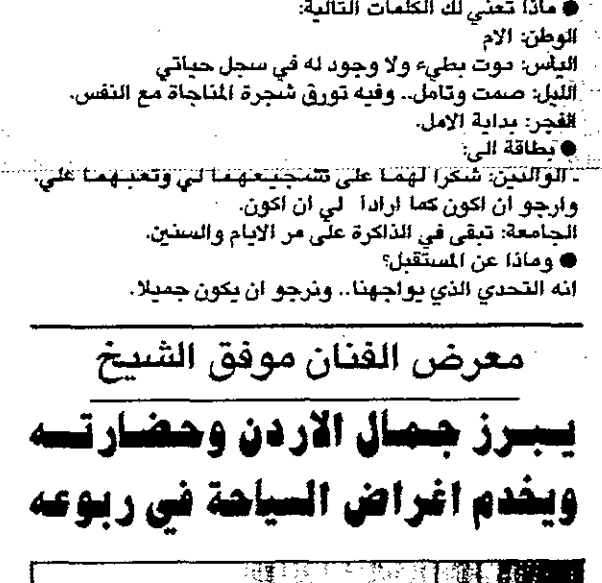 ● ماذا تعني لك الكلمات التالية:
الوطن: الام
الياس: موت بطيء ولا وجود له في سجل حياتي
الليل: صمت وتامل.. وفيه تورق شجرة المناجاة مع النفس.
الفجر: بداية الامل.
● بطاقة الى:
ـ الوالدين: شكرا لهما على تشجيعهما لي وتعبهما علي.
وارجو ان اكون كما ارادا لي ان اكون.
الجامعة: تبقى في الذاكرة على مر الايام والسنين.
● وماذا عن المستقبل؟
انه التحدي الذي يواجهنا.. ونرجو ان يكون جميلا.
معرض الفنان موفق الشيخ
يبرز جمال الاردن وحضارته
ويخدم اغراض السياحة في ربوعه